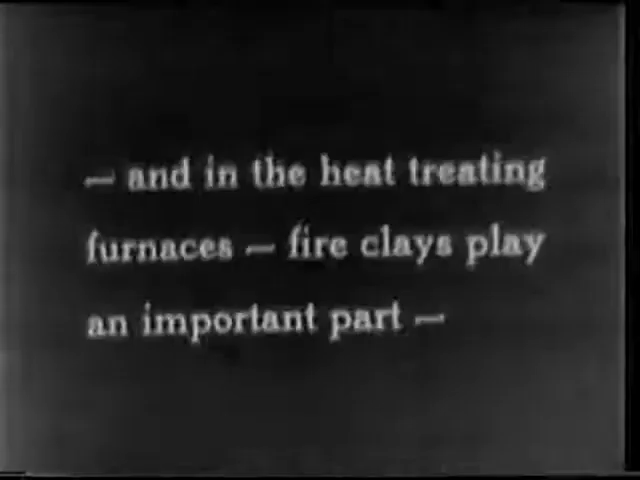 — and in the heat treating
furnaces — fire clays play
an important part —